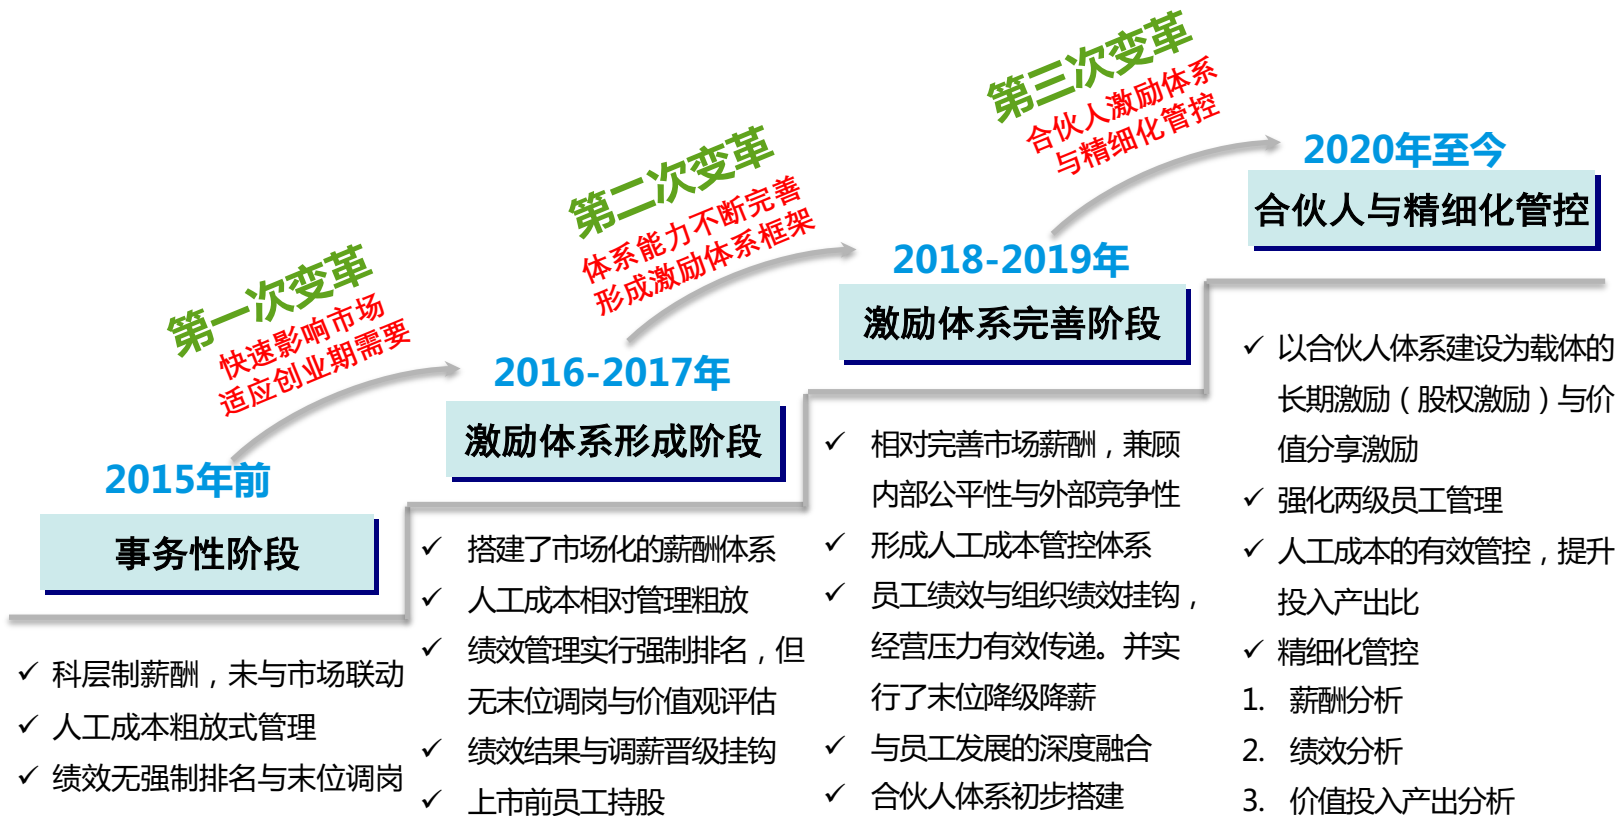 第一次变革
快速影响市场
适应创业期需要
2015年前
事务性阶段
✓ 科层制薪酬，未与市场联动
✓ 人工成本粗放式管理
✓ 绩效无强制排名与末位调岗
第二次变革
体系能力不断完善
形成激励体系框架
2016-2017年
激励体系形成阶段
✓ 搭建了市场化的薪酬体系
✓ 人工成本相对管理粗放
✓ 绩效管理实行强制排名，但
无末位调岗与价值观评估
✓ 绩效结果与调薪晋级挂钩
✓ 上市前员工持股
第三次变革
合伙人激励体系
与精细化管控
2018-2019年
激励体系完善阶段
✓ 相对完善市场薪酬，兼顾
内部公平性与外部竞争性
✓ 形成人工成本管控体系
✓ 员工绩效与组织绩效挂钩，
经营压力有效传递。并实
行了末位降级降薪
✓ 与员工发展的深度融合
✓ 合伙人体系初步搭建
2020年至今
合伙人与精细化管控
✓ 以合伙人体系建设为载体的
长期激励（股权激励）与价
值分享激励
✓ 强化两级员工管理
✓ 人工成本的有效管控，提升
投入产出比
✓ 精细化管控
1. 薪酬分析
2. 绩效分析
3. 价值投入产出分析